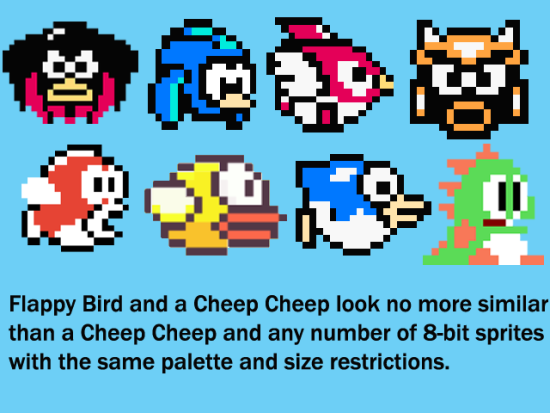 Flappy Bird and a Cheep Cheep look no more similar
than a Cheep Cheep and any number of 8-bit sprites
with the same palette and size restrictions.